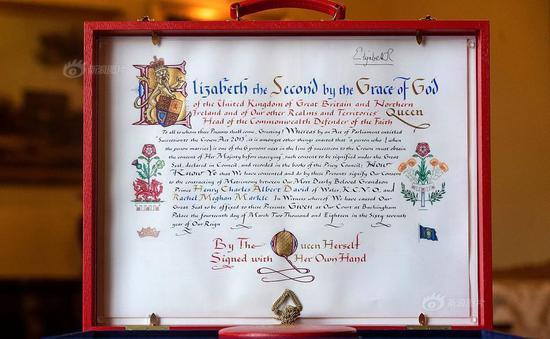 Elizabeth R
Elizabeth the Second by the Grace of God
of the United Kingdom of Great Britain and Northern
Ireland and of Our other Realms and Territories Queen
Head of the Commonwealth Defender of the Faith
To all to whom these Presents shall come, Greeting! Whereas by an Act of Parliament entituled
Succession to the Crown Act 2013 it is amongst other things enacted that a person who [when
the person marries] is one of the 6 persons next in the line of succession to the Crown must obtain
the consent of Her Majesty before marrying, such consent to be signified under the Great
Seal, declared in Council, and recorded in the books of the Privy Council; Now
Know Ye that We have consented and do by these Presents signify Our Consent
to the contracting of Matrimony between Our Most Dearly Beloved Grandson
Prince Henry Charles Albert David of Wales, K.C.V.O. and
Rachel Meghan Markle In Witness whereof We have caused Our
Great Seal to be affixed to these Presents Given at Our Court at Buckingham
Palace the fourteenth day of March Two Thousand and Eighteen in the Sixty-seventh
year of Our Reign
By The Queen Herself
Signed with Her Own Hand
新浪图片
新浪图片